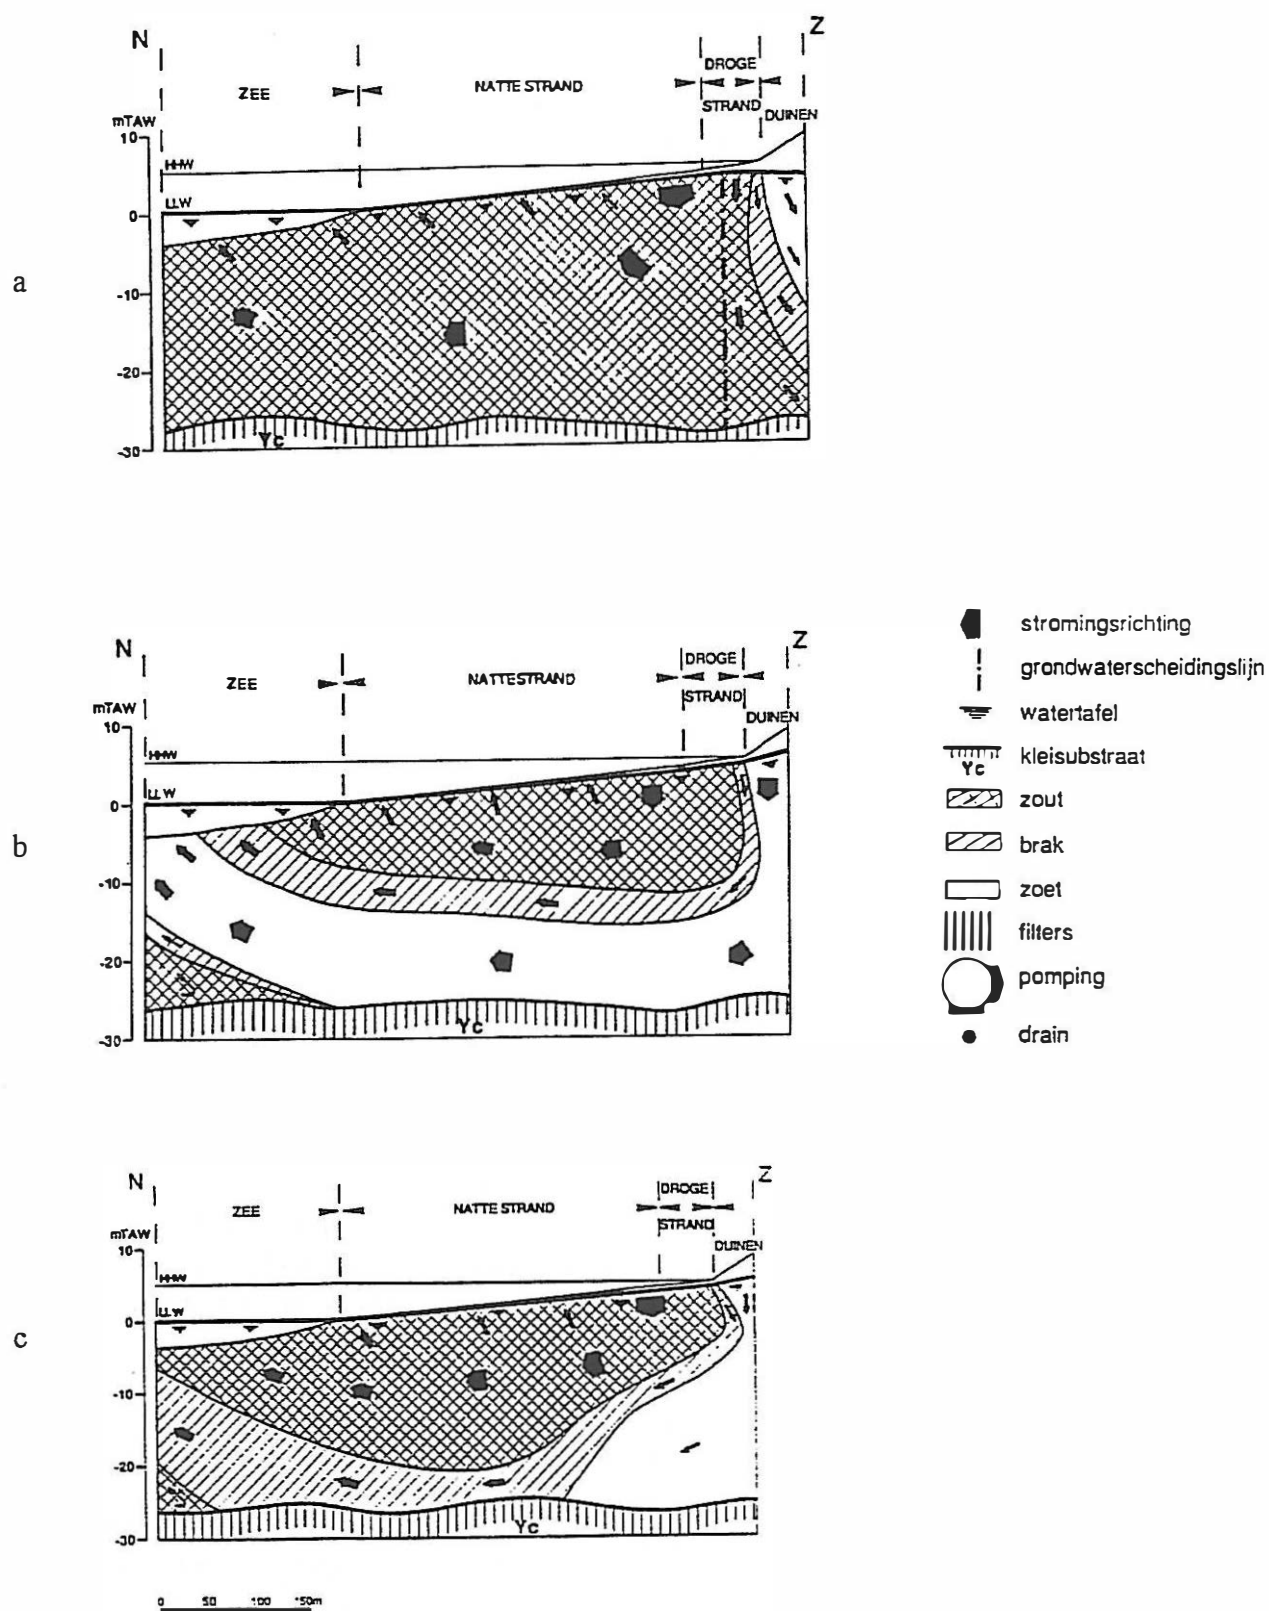 N
Z
ZEE
NATTE STRAND
DROGE
STRAND
DUINEN
mTAW
10
HHW
LLW
0
-10
-20
-30
Yc
a
N
Z
ZEE
NATTE STRAND
DROGE
STRAND
DUINEN
mTAW
10
HHW
LLW
0
-10
-20
-30
Yc
b
stromingsrichting
grondwaterscheidingslijn
watertafel
Yc kleisubstraat
zout
brak
zoet
filters
pomping
drain
N
Z
ZEE
NATTE STRAND
DROGE
STRAND
DUINEN
mTAW
10
HHW
LLW
0
-10
-20
-30
Yc
c
0 50 100 150m